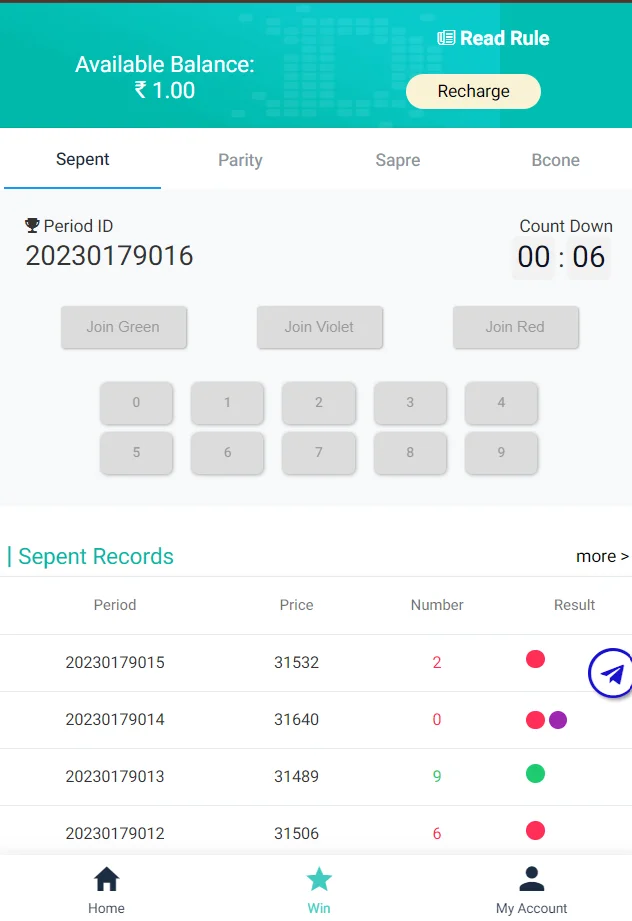 Read Rule
Available Balance:
₹ 1.00
Recharge
Sepent Parity Sapre Bcone
Period ID Count Down
20230179016 00 : 06
Join Green Join Violet Join Red
0 1 2 3 4
5 6 7 8 9
Sepent Records more >
Period Price Number Result
20230179015 31532 2
20230179014 31640 0
20230179013 31489 9
20230179012 31506 6
Home Win My Account